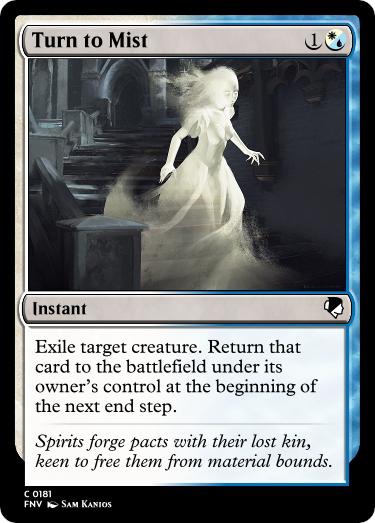 Turn to Mist 1
Instant
Exile target creature. Return that
card to the battlefield under its
owner's control at the beginning of
the next end step.
Spirits forge pacts with their lost kin,
keen to free them from material bounds.
C 0181
FNV Sam Kanios